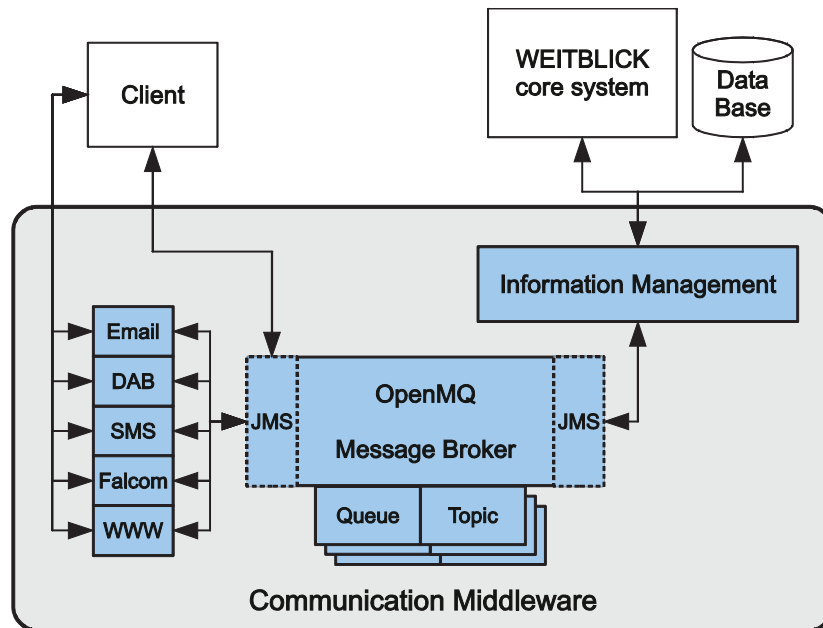 Client
WEITBLICK
core system
Data
Base
Information Management
Email
DAB
SMS
Falcom
WWW
JMS
OpenMQ
Message Broker
JMS
Queue
Topic
Communication Middleware